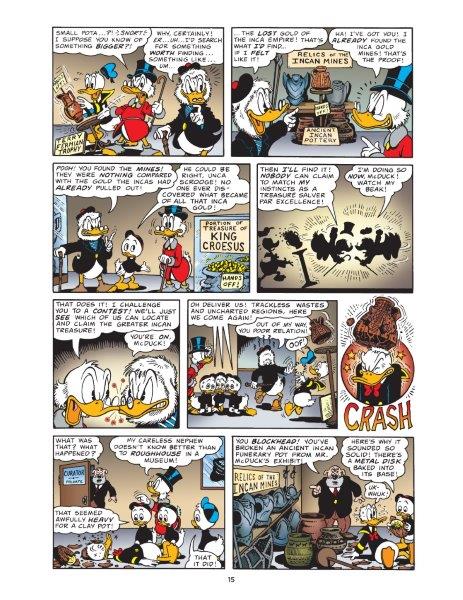 SMALL POTA...?! :SNORT!:
I SUPPOSE YOU KNOW OF
SOMETHING BIGGER?!
WHY, CERTAINLY!
ER...UM...I'D SEARCH
FOR SOMETHING
WORTH FINDING...
SOMETHING LIKE...
UM...
TERRY
FERMIAN
TROPHY
...THE LOST GOLD OF
THE INCA EMPIRE! THAT'S
WHAT I'D FIND..
IF I FELT
LIKE IT!
HA! I'VE GOT YOU! I
ALREADY FOUND THE
INCA GOLD
MINES! THAT'S
THE PROOF!
RELICS OF THE
INCAN MINES
HANDS
OFF!
ANCIENT
INCAN
POTTERY
POOH! YOU FOUND THE MINES!
THEY WERE NOTHING COMPARED
WITH THE GOLD THE INCAS HAD
ALREADY PULLED OUT!
HE COULD BE
RIGHT, UNCA
SCROOGE! NO
ONE EVER DIS-
COVERED WHAT BECAME
OF ALL THAT INCA
GOLD!
PORTION OF
TREASURE OF
KING
CROESUS
HANDS
OFF!
THEN I'LL FIND IT!
NOBODY CAN CLAIM
TO MATCH MY
INSTINCTS AS A
TREASURE SALVER
PAR EXCELLENCE!
I'M DOING SO
NOW, McDUCK!
WATCH MY
BEAK!
THAT DOES IT! I CHALLENGE
YOU TO A CONTEST! WE'LL JUST
SEE WHICH OF US CAN LOCATE
AND CLAIM THE GREATER INCAN
TREASURE!
YOU'RE ON,
McDUCK!
OH DELIVER US! TRACKLESS WASTES
AND UNCHARTED REGIONS, HERE
WE COME AGAIN!
OUT OF MY WAY,
YOU POOR RELATION!
OOF!
CRASH
WHAT WAS
THAT? WHAT
HAPPENED?
MY CARELESS NEPHEW
DOESN'T KNOW BETTER THAN
TO ROUGHHOUSE IN A
MUSEUM!
CURATOR
PRIVATE
THAT SEEMED
AWFULLY HEAVY
FOR A CLAY POT!
THAT
IT DID!
YOU BLOCKHEAD! YOU'VE
BROKEN AN ANCIENT INCAN
FUNERARY POT FROM MR.
McDUCK'S EXHIBIT!
RELICS OF THE
INCAN MINES
HERE'S WHY IT
SOUNDED SO
SOLID! THERE'S
A METAL DISK
BAKED INTO
ITS BASE!
UK-
WHUK!
15